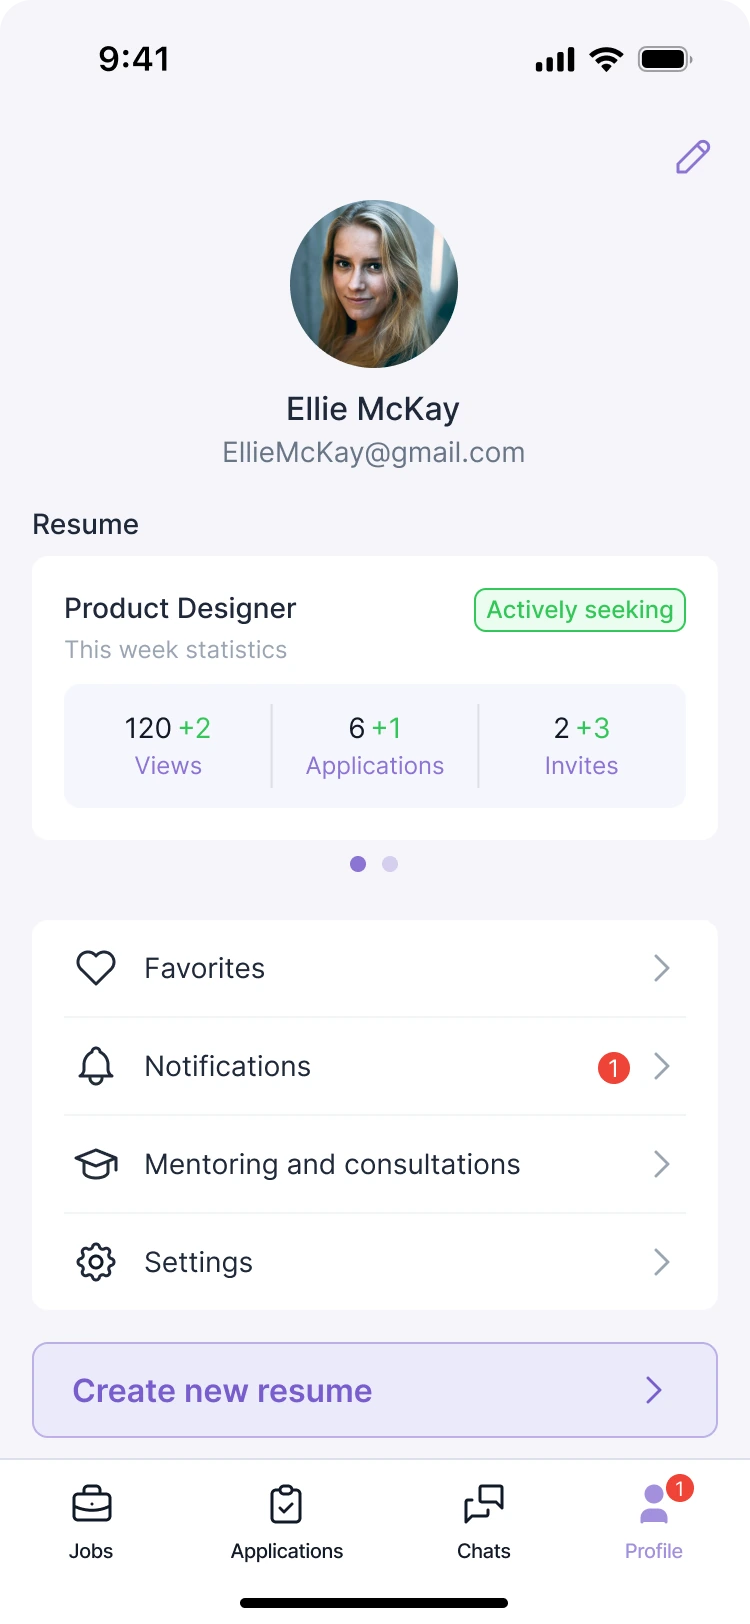 9:41
Ellie McKay
EllieMcKay@gmail.com
Resume
Product Designer
Actively seeking
This week statistics
120 +2
6 +1
2 +3
Views
Applications
Invites
Favorites
Notifications
1
Mentoring and consultations
Settings
Create new resume
1
Jobs
Applications
Chats
Profile